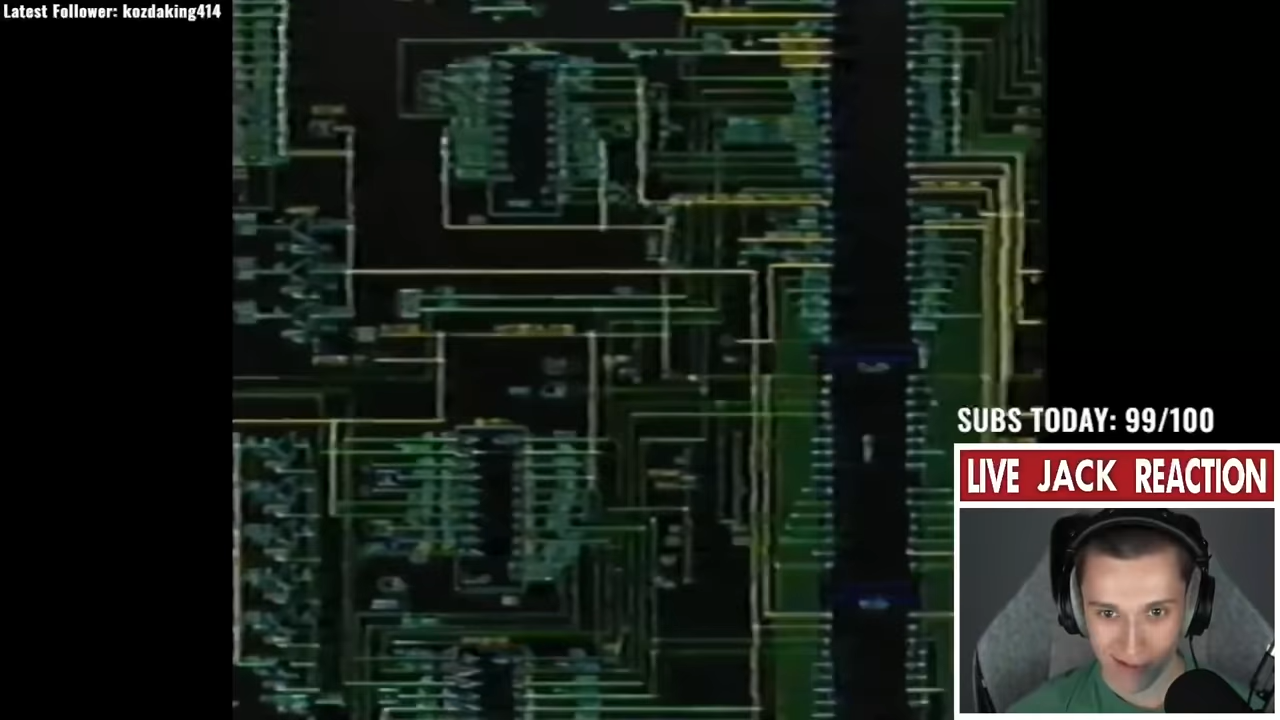 Latest Follower: kozdaking414
SUBS TODAY: 99/100
LIVE JACK REACTION